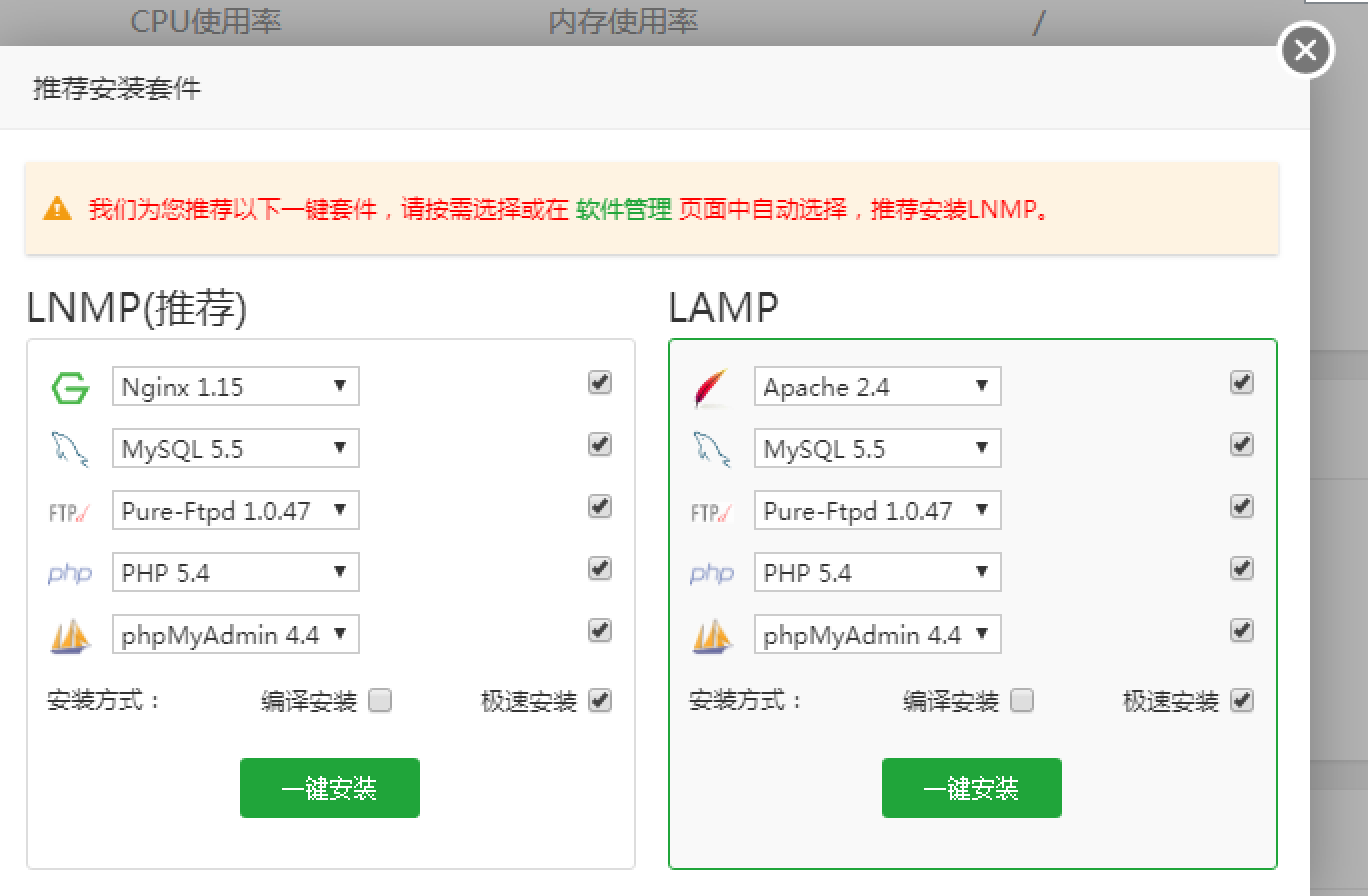 CPU使用率 内存使用率 /
推荐安装套件
我们为您推荐以下一键套件，请按需选择或在 软件管理 页面中自动选择，推荐安装LNMP。
LNMP(推荐)
Nginx 1.15
MySQL 5.5
FTP Pure-Ftpd 1.0.47
php PHP 5.4
phpMyAdmin 4.4
安装方式： 编译安装 极速安装
一键安装
LAMP
Apache 2.4
MySQL 5.5
FTP Pure-Ftpd 1.0.47
php PHP 5.4
phpMyAdmin 4.4
安装方式： 编译安装 极速安装
一键安装